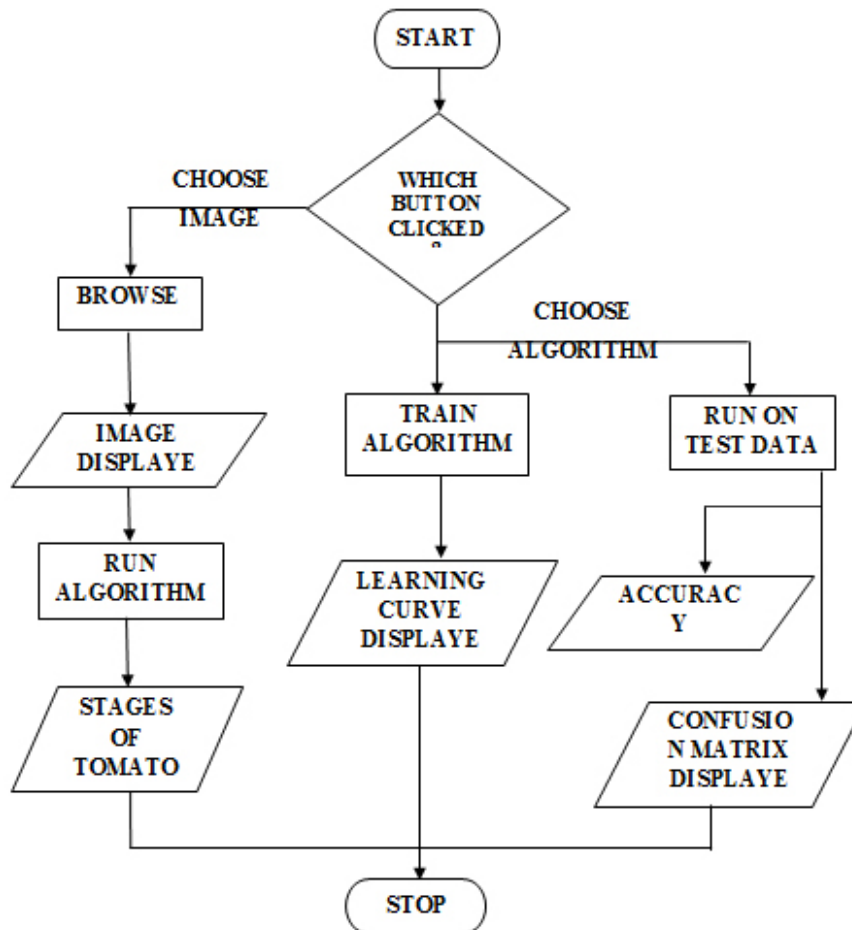 START
WHICH
BUTTON
CLICKED
?
CHOOSE
IMAGE
BROWSE
IMAGE
DISPLAYE
RUN
ALGORITHM
STAGES
OF
TOMATO
CHOOSE
ALGORITHM
TRAIN
ALGORITHM
LEARNING
CURVE
DISPLAYE
RUN ON
TEST DATA
ACCURAC
Y
CONFUSIO
N MATRIX
DISPLAYE
STOP